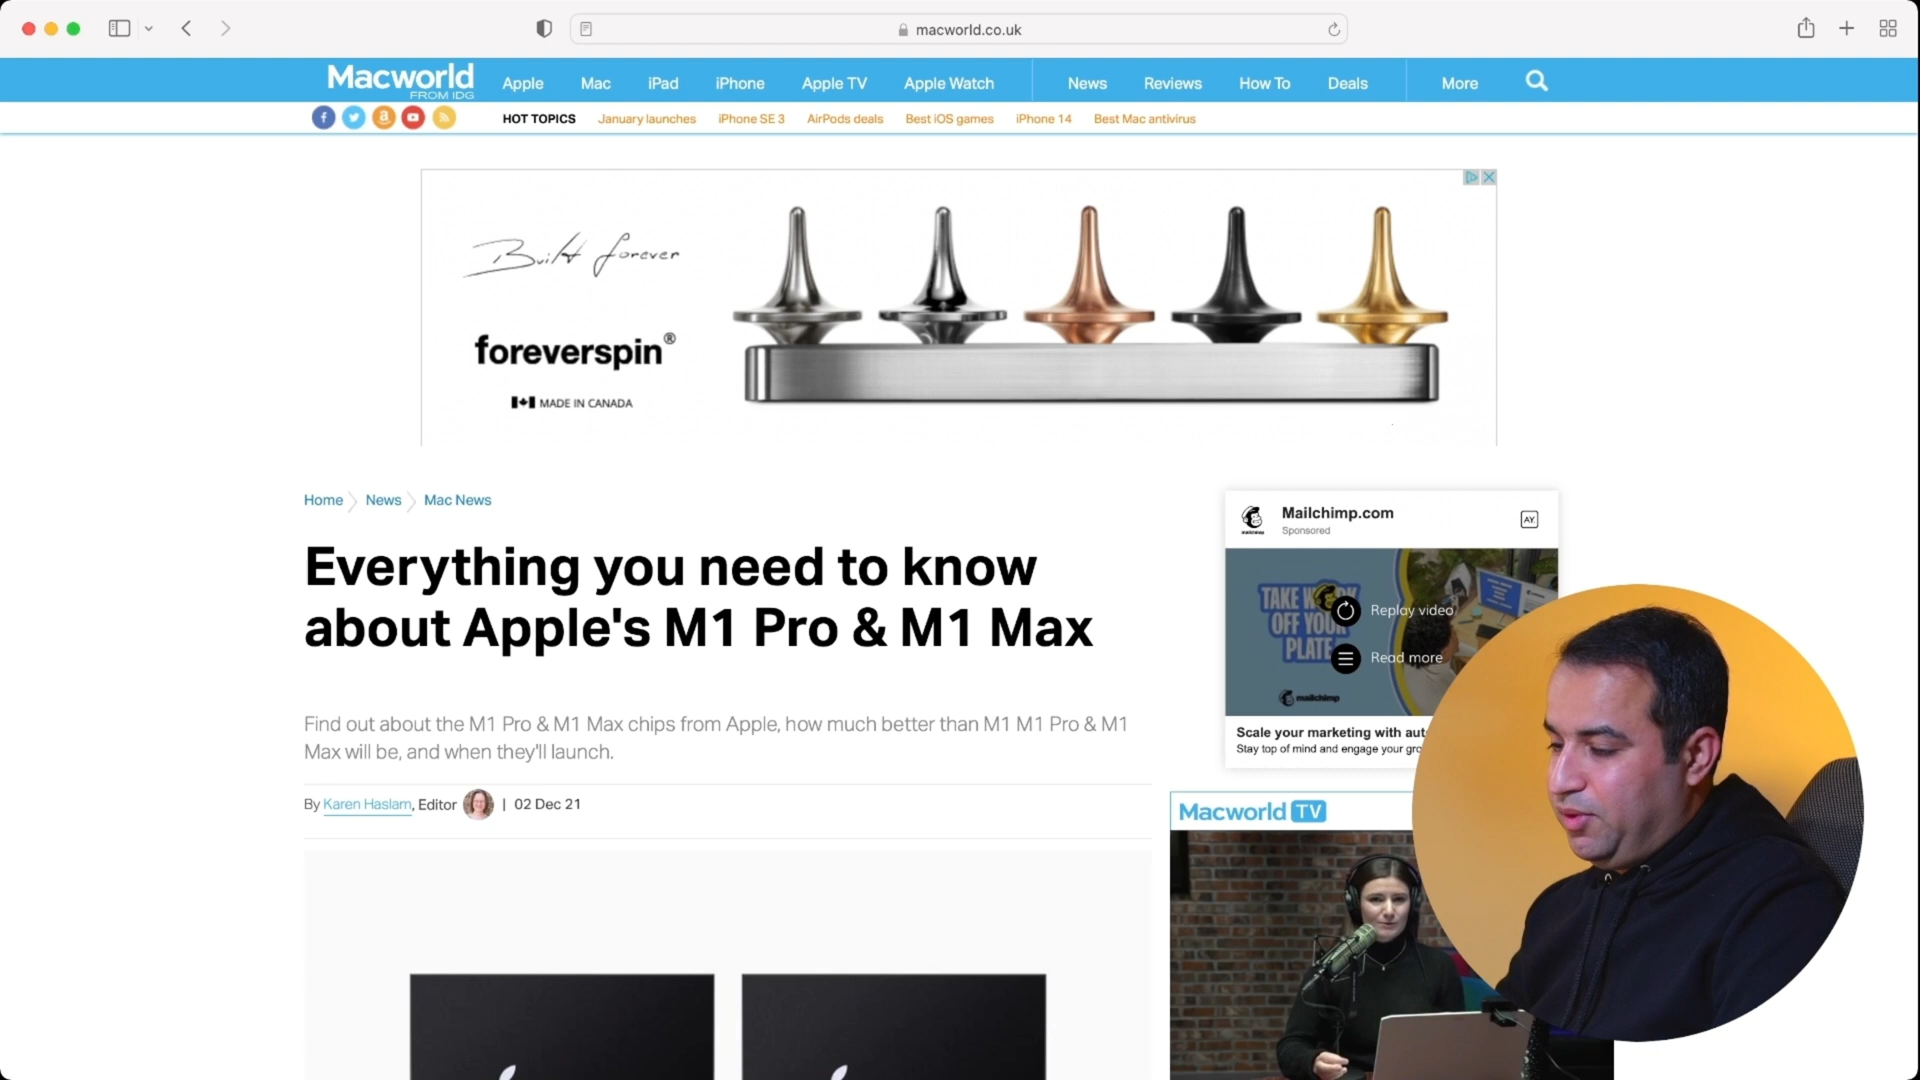 macworld.co.uk
Macworld
FROM IDG
Apple Mac iPad iPhone Apple TV Apple Watch News Reviews How To Deals More
HOT TOPICS January launches iPhone SE 3 AirPods deals Best iOS games iPhone 14 Best Mac antivirus
Built forever
foreverspin®
MADE IN CANADA
Home News Mac News
Everything you need to know
about Apple's M1 Pro & M1 Max
Find out about the M1 Pro & M1 Max chips from Apple, how much better than M1 M1 Pro & M1
Max will be, and when they'll launch.
By Karen Haslam, Editor | 02 Dec 21
Mailchimp.com
Sponsored
AY
TAKE
OFF YOUR
PLATE
Replay video
Read more
mailchimp
Scale your marketing with
Stay top of mind and engage your
Macworld TV